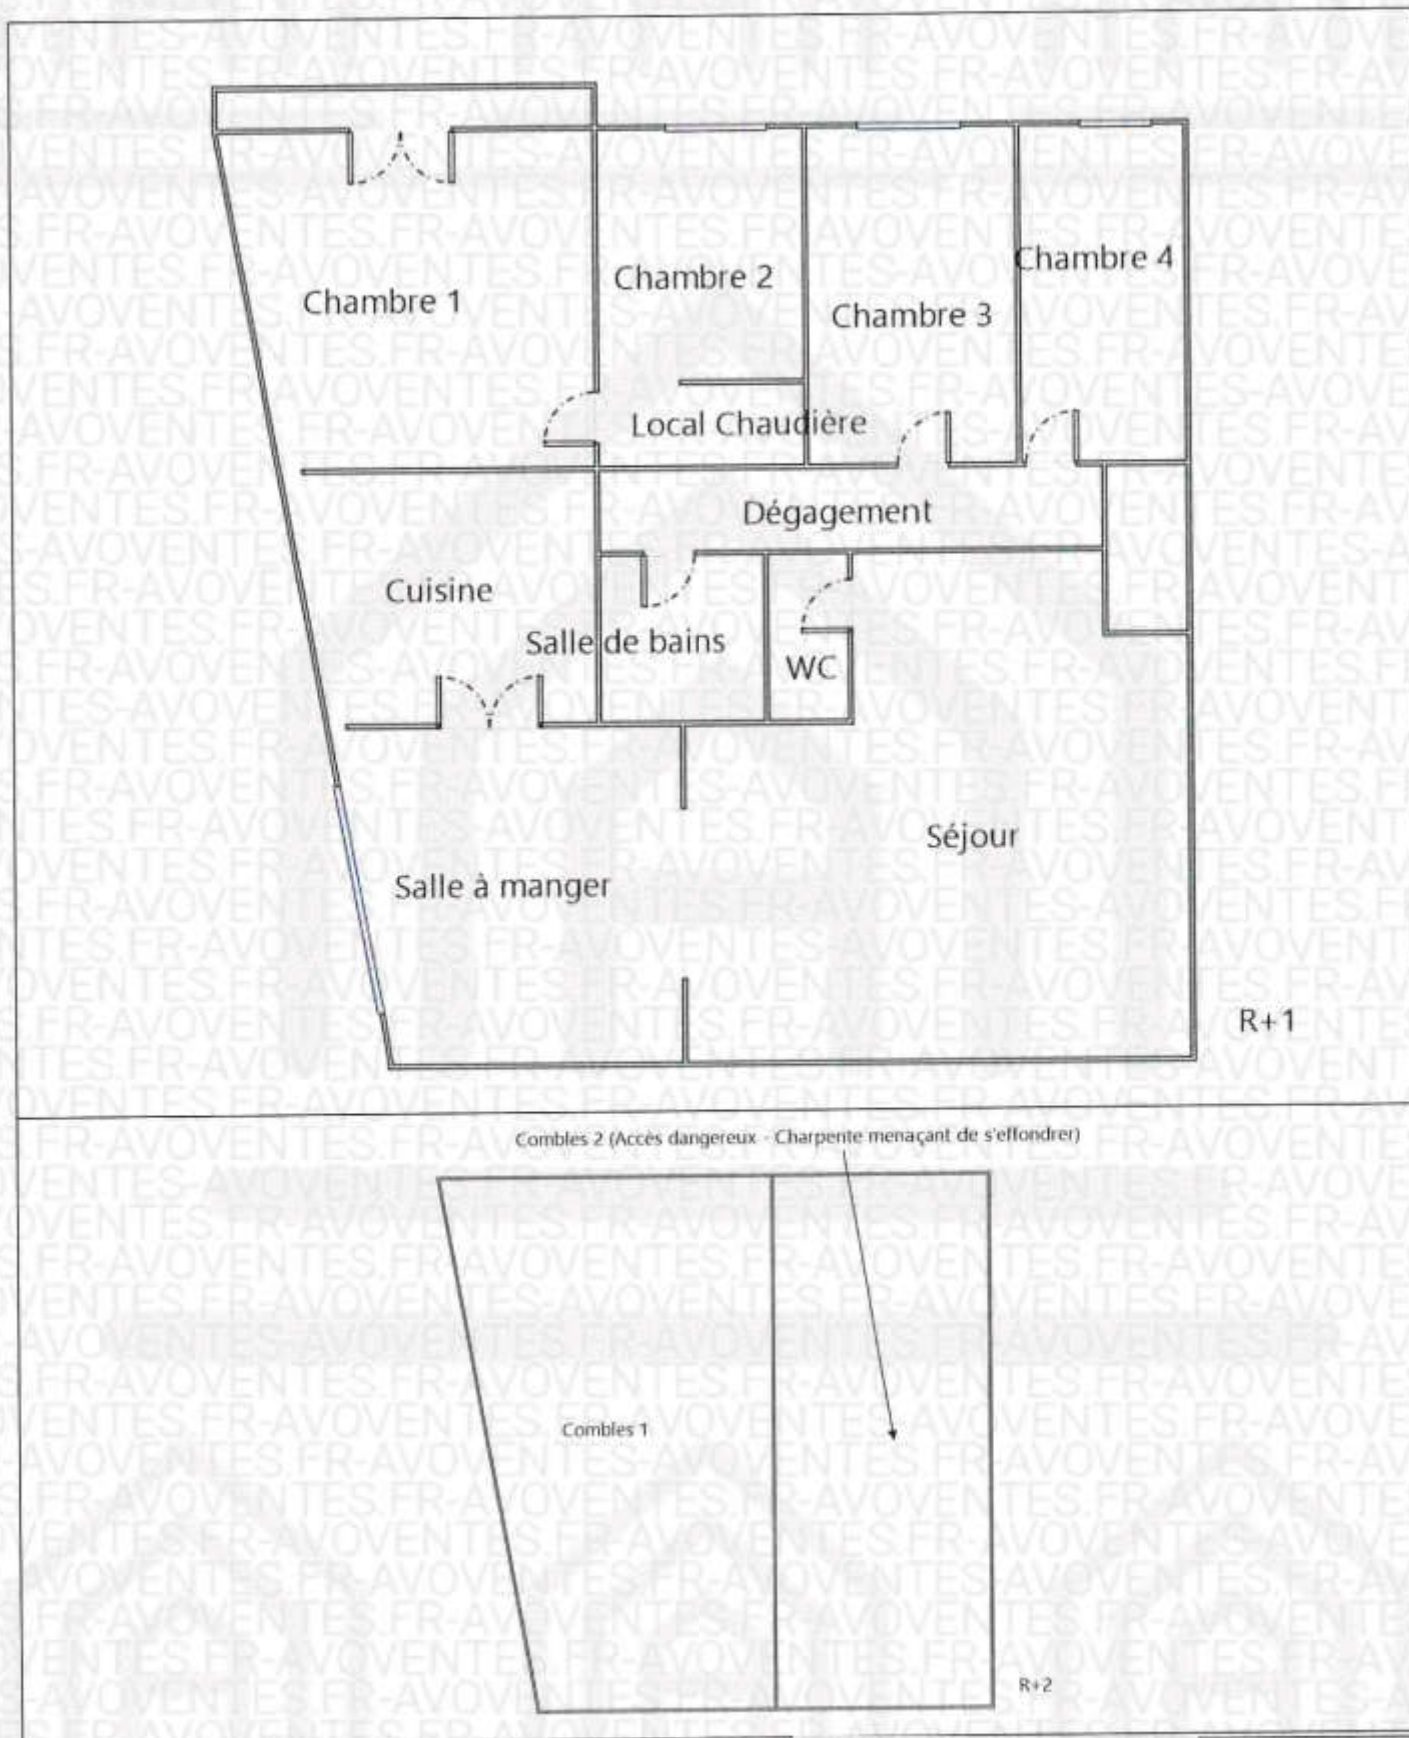 Chambre 1
Chambre 2
Chambre 3
Chambre 4
Local Chaudière
Dégagement
Cuisine
Salle de bains
WC
Séjour
Salle à manger
R+1
Combles 2 (Accès dangereux - Charpente menaçant de s'effondrer)
Combles 1
R+2